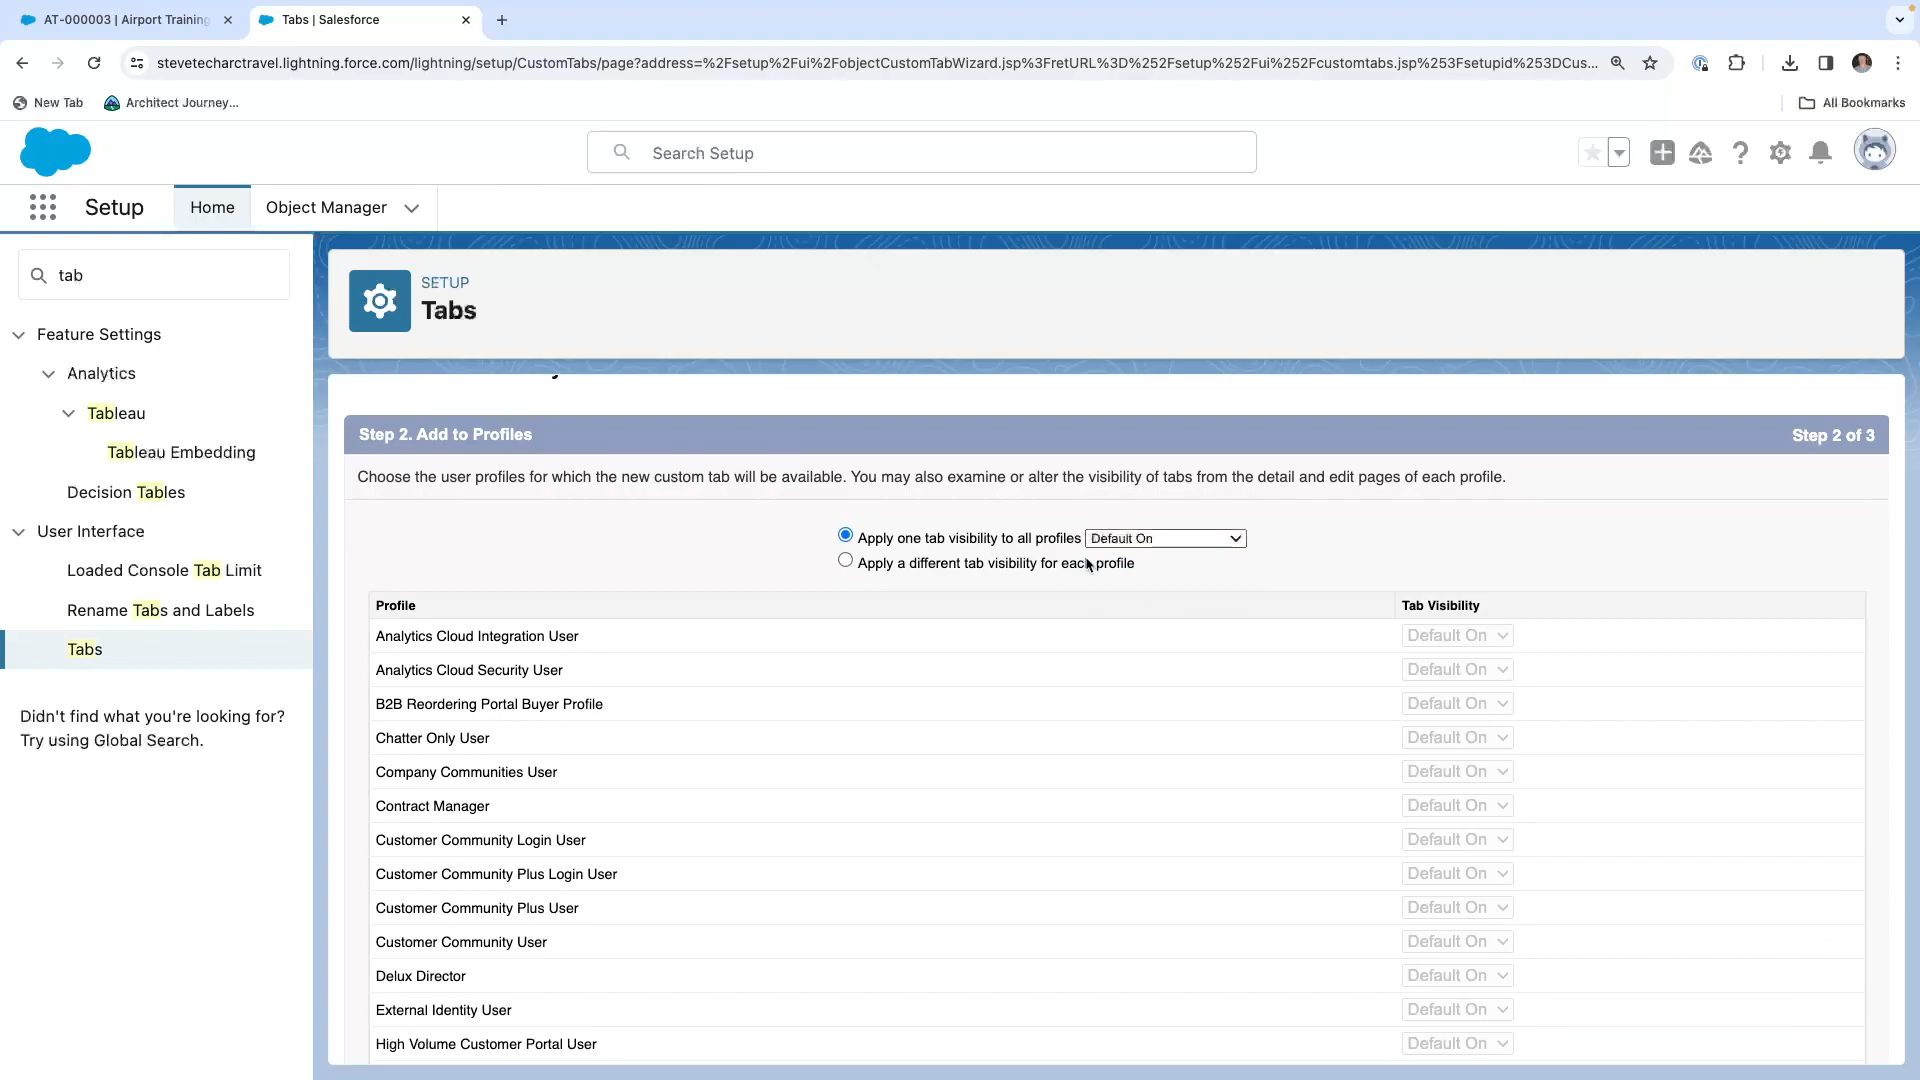 AT-000003 | Airport Training
Tabs | Salesforce
stevetecharctravel.lightning.force.com/lightning/setup/CustomTabs/page?address=%2Fsetup%2Fui%2FobjectCustomTabWizard.jsp%3FretURL%3D%252Fsetup%252Fui%252Fcustomtabs.jsp%253Fsetupid%253DCus...
New Tab
Architect Journey...
All Bookmarks
Search Setup
Setup
Home
Object Manager
tab
Feature Settings
Analytics
Tableau
Tableau Embedding
Decision Tables
User Interface
Loaded Console Tab Limit
Rename Tabs and Labels
Tabs
Didn't find what you're looking for?
Try using Global Search.
SETUP
Tabs
Step 2. Add to Profiles
Step 2 of 3
Choose the user profiles for which the new custom tab will be available. You may also examine or alter the visibility of tabs from the detail and edit pages of each profile.
Apply one tab visibility to all profiles Default On
Apply a different tab visibility for each profile
Profile Tab Visibility
Analytics Cloud Integration User Default On
Analytics Cloud Security User Default On
B2B Reordering Portal Buyer Profile Default On
Chatter Only User Default On
Company Communities User Default On
Contract Manager Default On
Customer Community Login User Default On
Customer Community Plus Login User Default On
Customer Community Plus User Default On
Customer Community User Default On
Delux Director Default On
External Identity User Default On
High Volume Customer Portal User Default On